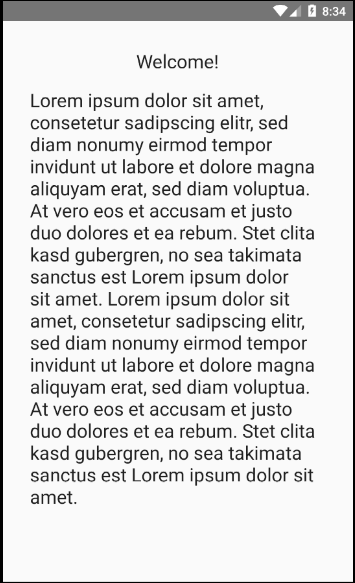 8:34
Welcome!
Lorem ipsum dolor sit amet,
consetetur sadipscing elitr, sed
diam nonumy eirmod tempor
invidunt ut labore et dolore magna
aliquyam erat, sed diam voluptua.
At vero eos et accusam et justo
duo dolores et ea rebum. Stet clita
kasd gubergren, no sea takimata
sanctus est Lorem ipsum dolor
sit amet. Lorem ipsum dolor sit
amet, consetetur sadipscing elitr,
sed diam nonumy eirmod tempor
invidunt ut labore et dolore magna
aliquyam erat, sed diam voluptua.
At vero eos et accusam et justo
duo dolores et ea rebum. Stet clita
kasd gubergren, no sea takimata
sanctus est Lorem ipsum dolor sit
amet.